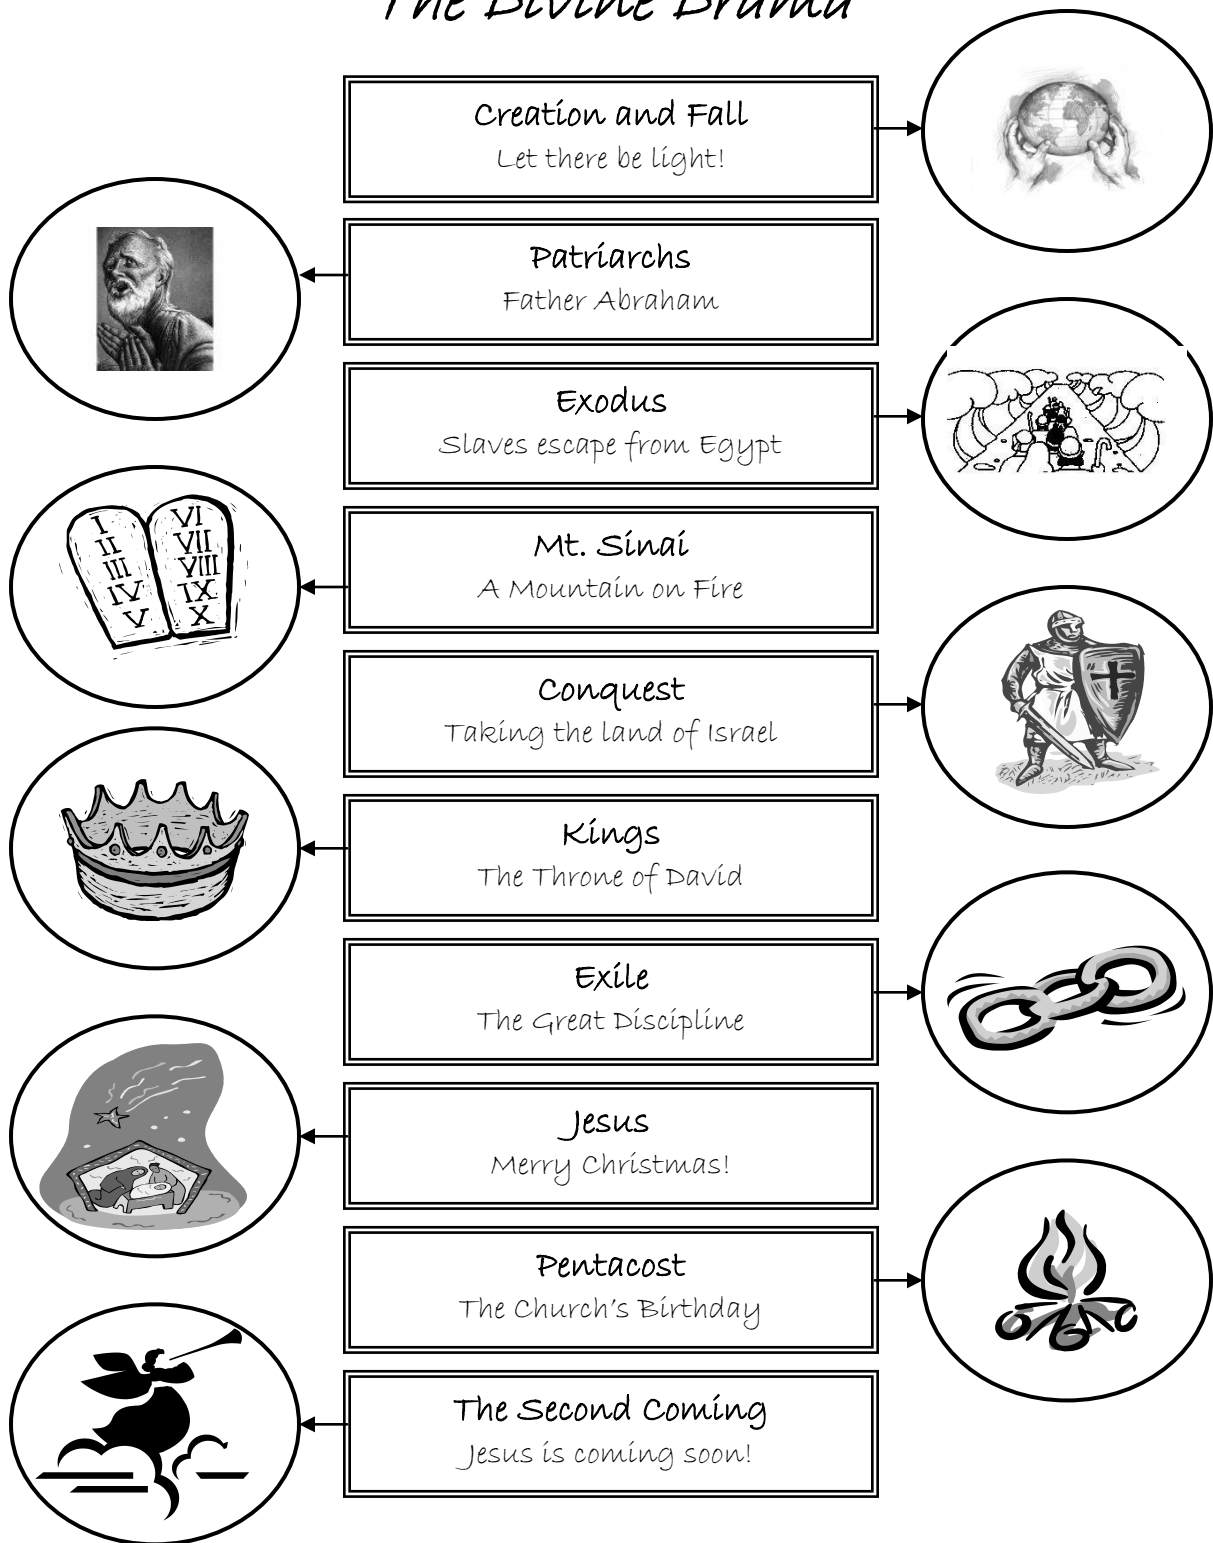 The Divine Drama
Creation and Fall
Let there be light!
Patriarchs
Father Abraham
Exodus
Slaves escape from Egypt
I VI
II VII
III VIII
IV IX
V X
Mt. Sinai
A Mountain on Fire
Conquest
Taking the land of Israel
Kings
The Throne of David
Exile
The Great Discipline
Jesus
Merry Christmas!
Pentacost
The Church's Birthday
The Second Coming
Jesus is coming soon!